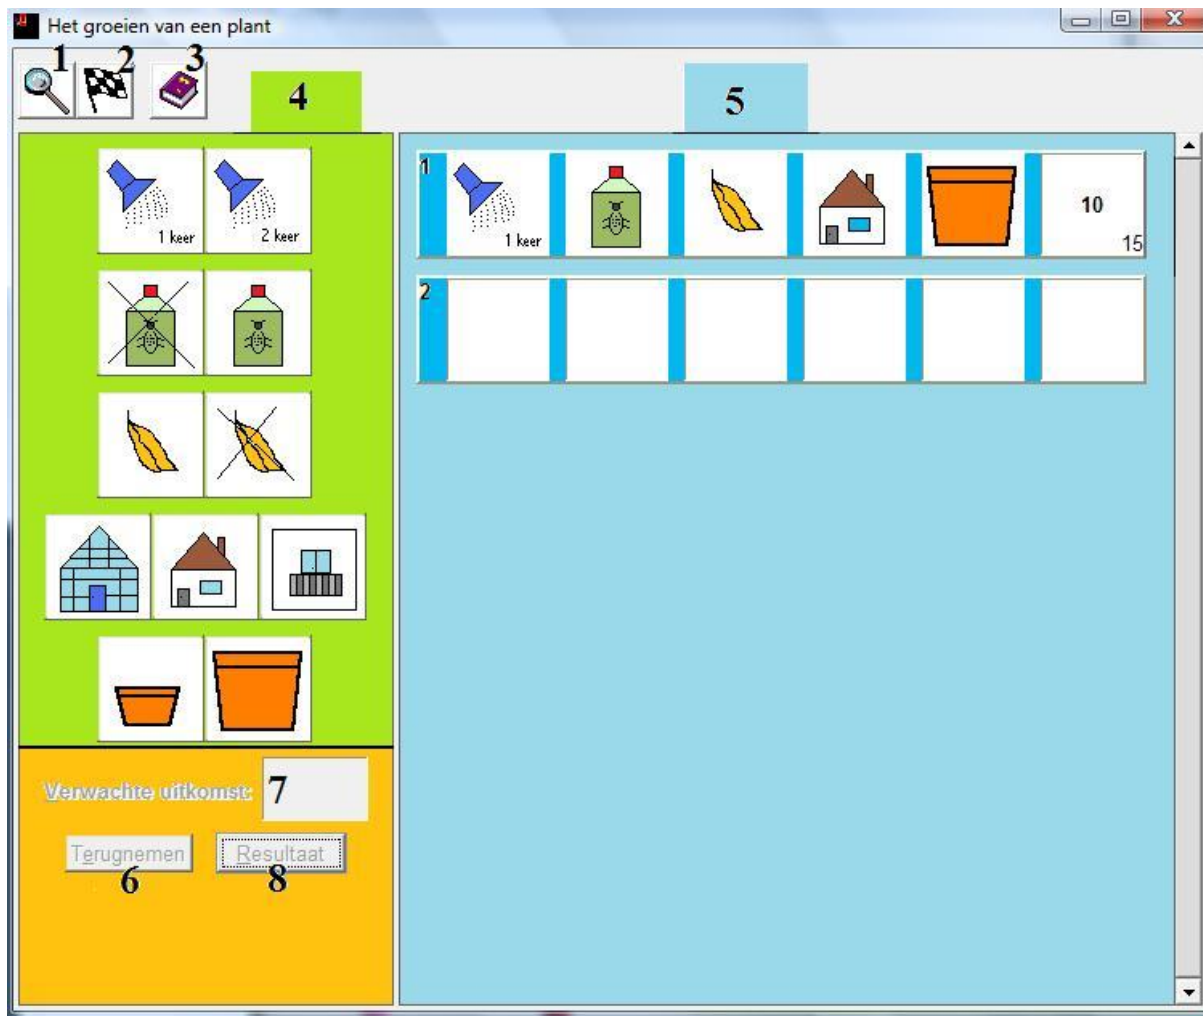 Het groeien van een plant
1 2 3
4
5
1 keer 2 keer
1
1 keer
10
15
2
Verwachte uitkomst: 7
Terugnemen Resultaat
6 8